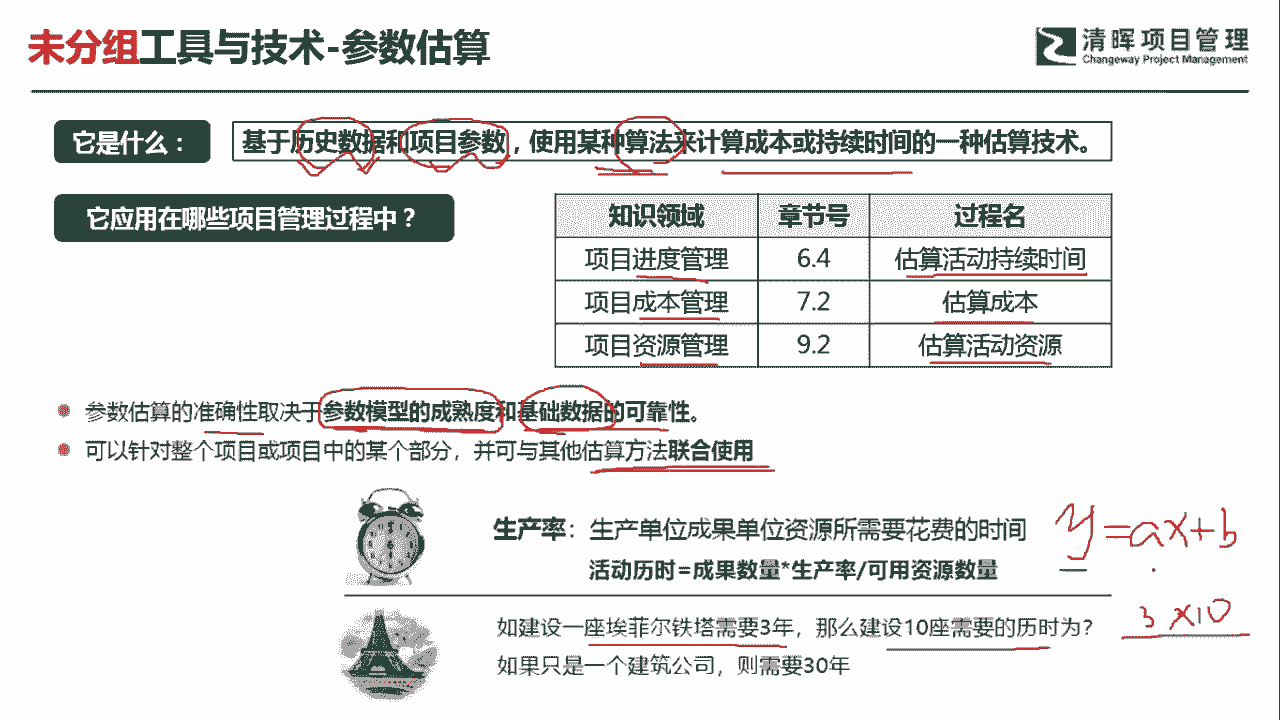 未分组工具与技术-参数估算
清晖项目管理
Changeway Project Management
它是什么：
基于历史数据和项目参数，使用某种算法来计算成本或持续时间的一种估算技术。
它应用在哪些项目管理过程中？
知识领域 章节号 过程名
项目进度管理 6.4 估算活动持续时间
项目成本管理 7.2 估算成本
项目资源管理 9.2 估算活动资源
参数估算的准确性取决于参数模型的成熟度和基础数据的可靠性。
可以针对整个项目或项目中的某个部分，并可与其他估算方法联合使用
生产率：生产单位成果单位资源所需要花费的时间
y=ax+b
活动历时=成果数量*生产率/可用资源数量
如建设一座埃菲尔铁塔需要3年，那么建设10座需要的历时为？
3×10
如果只是一个建筑公司，则需要30年